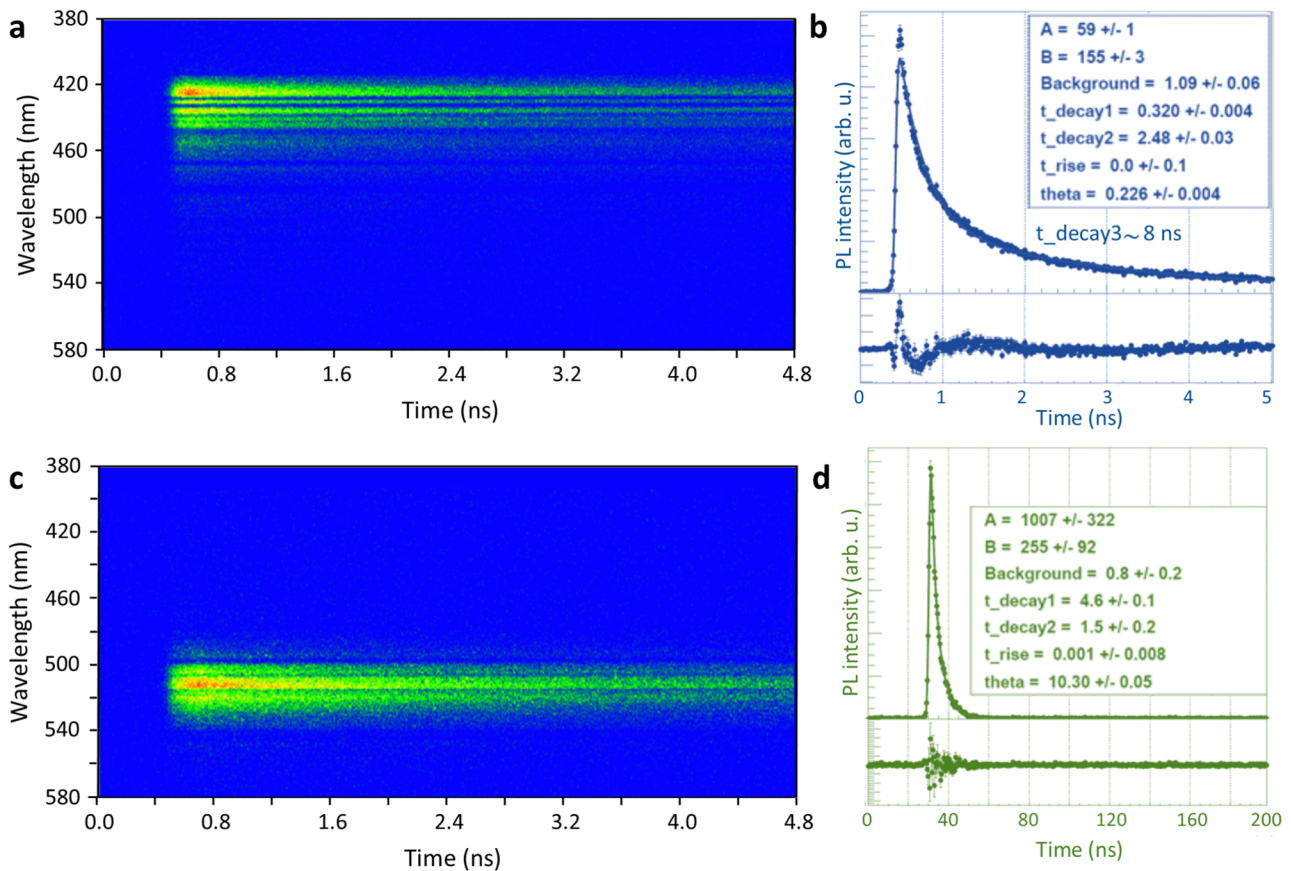 a
380
420
460
500
540
580
Wavelength (nm)
0.0 0.8 1.6 2.4 3.2 4.0 4.8
Time (ns)
b
PL intensity (arb. u.)
A = 59 +/- 1
B = 155 +/- 3
Background = 1.09 +/- 0.06
t_decay1 = 0.320 +/- 0.004
t_decay2 = 2.48 +/- 0.03
t_rise = 0.0 +/- 0.1
theta = 0.226 +/- 0.004
t_decay3~ 8 ns
0 1 2 3 4 5
Time (ns)
c
380
420
460
500
540
580
Wavelength (nm)
0.0 0.8 1.6 2.4 3.2 4.0 4.8
Time (ns)
d
PL intensity (arb. u.)
A = 1007 +/- 322
B = 255 +/- 92
Background = 0.8 +/- 0.2
t_decay1 = 4.6 +/- 0.1
t_decay2 = 1.5 +/- 0.2
t_rise = 0.001 +/- 0.008
theta = 10.30 +/- 0.05
0 40 80 120 160 200
Time (ns)